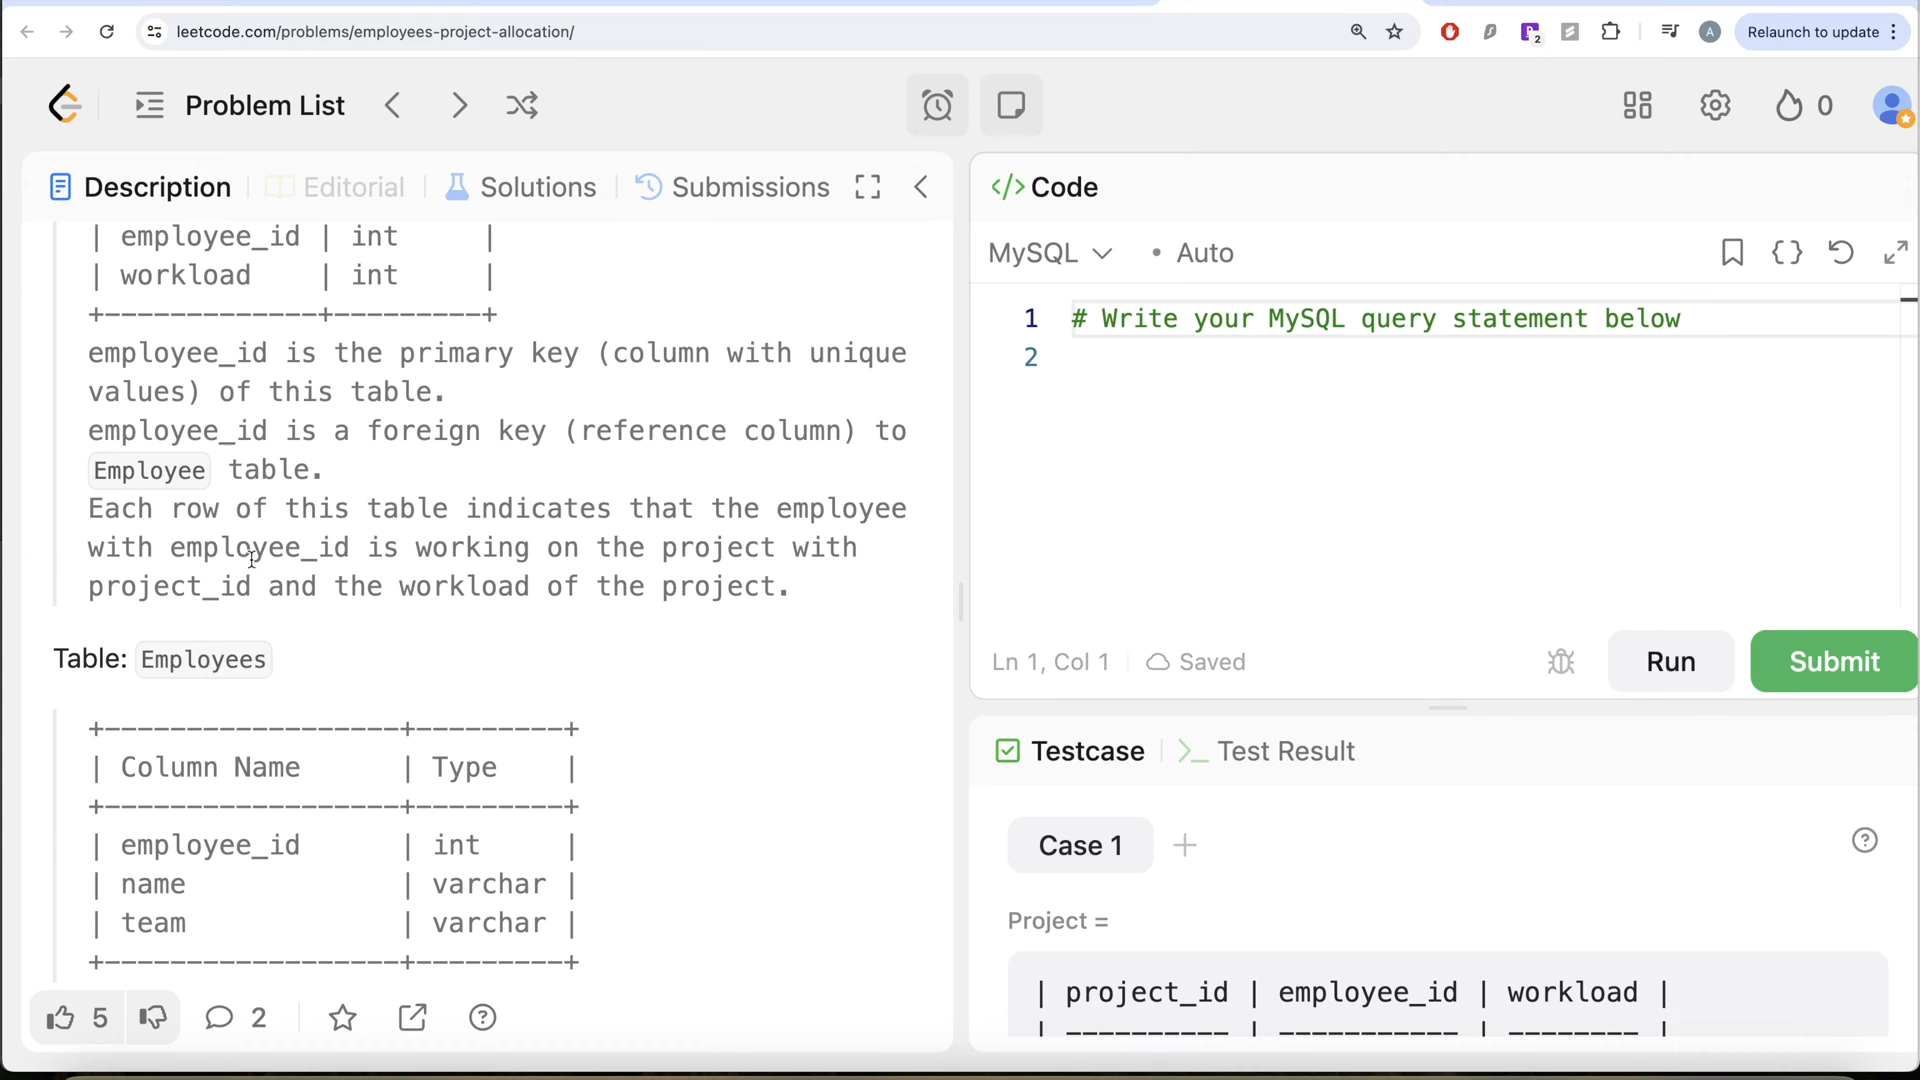 leetcode.com/problems/employees-project-allocation/
2
A
Relaunch to update
Problem List
0
Description
Editorial
Solutions
Submissions
| employee_id | int |
| workload | int |
+-------------+---------+
employee_id is the primary key (column with unique
values) of this table.
employee_id is a foreign key (reference column) to
Employee table.
Each row of this table indicates that the employee
with employee_id is working on the project with
project_id and the workload of the project.
Table: Employees
+------------------+---------+
| Column Name | Type |
+------------------+---------+
| employee_id | int |
| name | varchar |
| team | varchar |
+------------------+---------+
5
2
</> Code
MySQL
• Auto
1 # Write your MySQL query statement below
2
Ln 1, Col 1
Saved
Run
Submit
Testcase
Test Result
Case 1
Project =
| project_id | employee_id | workload |
| ---------- | ----------- | -------- |